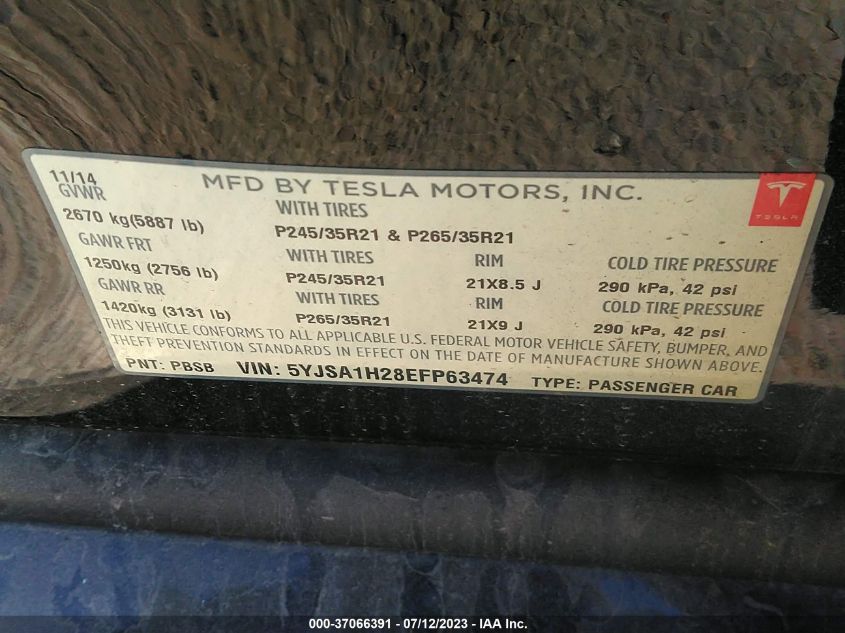 11/14 MFD BY TESLA MOTORS, INC.
TESLA
GVWR WITH TIRES
2670 kg(5887 lb) P245/35R21 & P265/35R21
GAWR FRT RIM COLD TIRE PRESSURE
1250kg (2756 lb) P245/35R21 21X8.5 J 290 kPa, 42 psi
GAWR RR WITH TIRES RIM COLD TIRE PRESSURE
1420kg (3131 lb) P265/35R21 21X9 J 290 kPa, 42 psi
THIS VEHICLE CONFORMS TO ALL APPLICABLE U.S. FEDERAL MOTOR VEHICLE SAFETY, BUMPER, AND
THEFT PREVENTION STANDARDS IN EFFECT ON THE DATE OF MANUFACTURE SHOWN ABOVE.
PNT: PBSB VIN: 5YJSA1H28EFP63474 TYPE: PASSENGER CAR
000-37066391 - 07/12/2023 - IAA Inc.